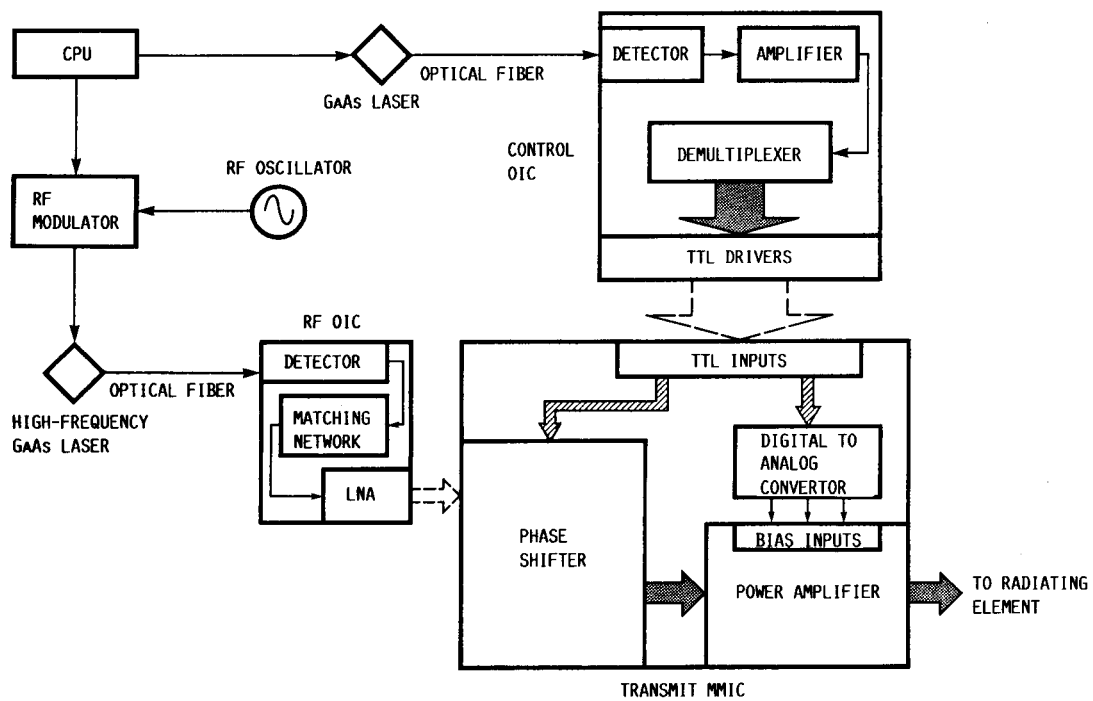 CPU
OPTICAL FIBER
GAAS LASER
DETECTOR
AMPLIFIER
CONTROL
OIC
DEMULTIPLEXER
TTL DRIVERS
RF OSCILLATOR
RF
MODULATOR
RF OIC
DETECTOR
OPTICAL FIBER
MATCHING
NETWORK
HIGH-FREQUENCY
GAAS LASER
LNA
TTL INPUTS
DIGITAL TO
ANALOG
CONVERTOR
PHASE
SHIFTER
BIAS INPUTS
POWER AMPLIFIER
TO RADIATING
ELEMENT
TRANSMIT MMIC